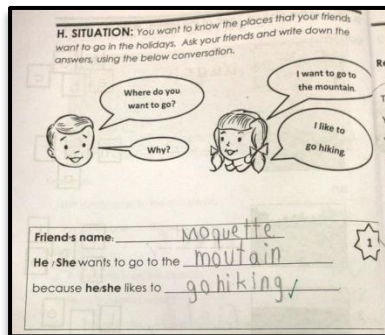 H. SITUATION: You want to know the places that your friends
want to go in the holidays. Ask your friends and write down the
answers, using the below conversation.
Where do you
want to go?
I want to go to
the mountain.
Why?
I like to
go hiking.
Friend's name: Moquette
He / She wants to go to the moutain
because he/she likes to go hiking
1